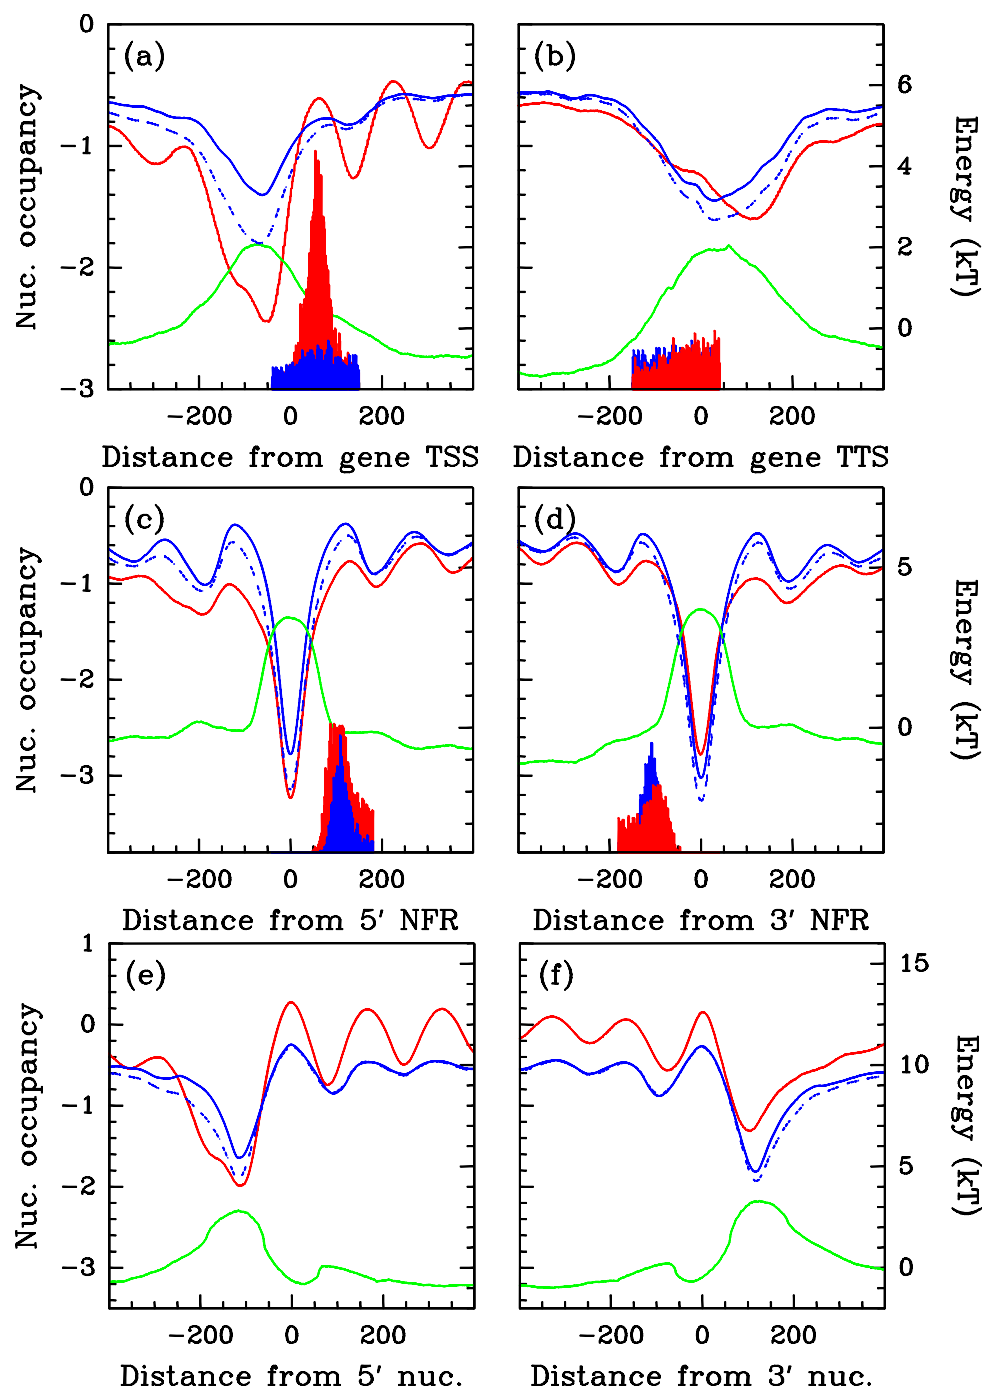 0
(a)
(b)
6
Nuc. occupancy
−1
4
Energy (kT)
−2
2
0
−3
−200 0 200
−200 0 200
Distance from gene TSS
Distance from gene TTS
0
(c)
(d)
Nuc. occupancy
−1
5
Energy (kT)
−2
0
−3
−200 0 200
−200 0 200
Distance from 5′ NFR
Distance from 3′ NFR
1
(e)
(f)
15
Nuc. occupancy
0
10
Energy (kT)
−1
−2
5
−3
0
−200 0 200
−200 0 200
Distance from 5′ nuc.
Distance from 3′ nuc.